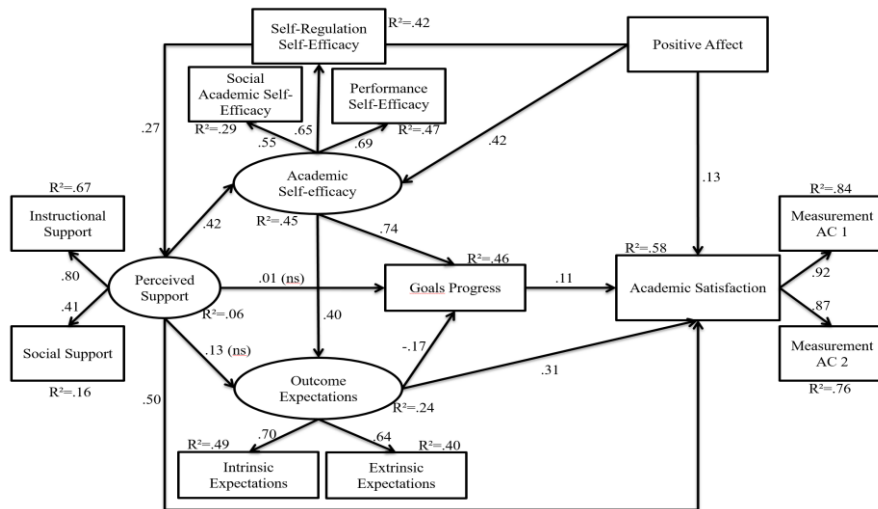 Self-Regulation
Self-Efficacy
R²=.42
Positive Affect
Social
Academic Self-
Efficacy
Performance
Self-Efficacy
R²=.29
.55
.65
.69
R²=.47
.27
.42
.13
Academic
Self-efficacy
R²=.45
R²=.67
Instructional
Support
.42
.74
R²=.84
Measurement
AC 1
.80
Perceived
Support
R²=.06
.01 (ns)
R²=.46
Goals Progress
.11
R²=.58
Academic Satisfaction
.92
.41
.40
.87
Social Support
R²=.16
.13 (ns)
-.17
Measurement
AC 2
R²=.76
Outcome
Expectations
R²=.24
.31
.50
R²=.49
.70
.64
R²=.40
Intrinsic
Expectations
Extrinsic
Expectations